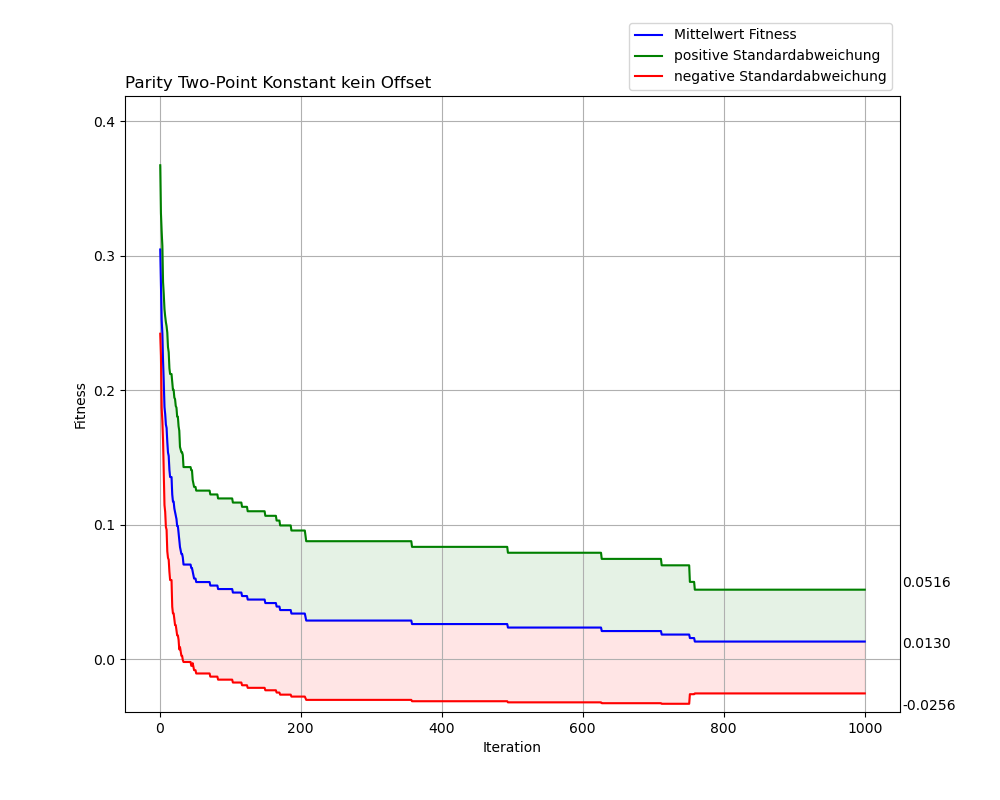 Mittelwert Fitness
positive Standardabweichung
negative Standardabweichung
Parity Two-Point Konstant kein Offset
0.4
0.3
0.2
0.1
0.0
Fitness
0.0516
0.0130
-0.0256
0 200 400 600 800 1000
Iteration